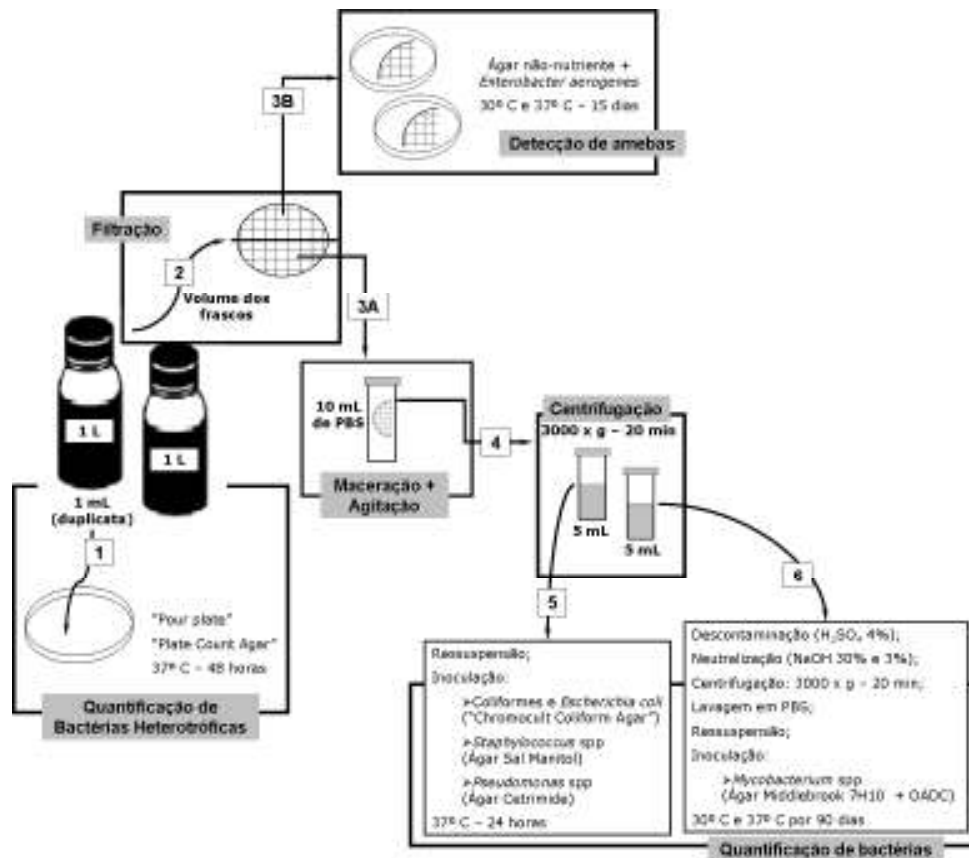 Ágar não-nutriente +
Enterobacter aerogenes
30º C e 37º C – 15 dias
Detecção de amebas
3B
Filtração
2
Volume dos
frascos
3A
1 L
1 L
10 mL
de PBS
Maceração +
Agitação
4
Centrifugação
3000 x g – 20 min
5 mL
5 mL
1 mL
(duplicata)
1
"Pour plate"
"Plate Count Agar"
37º C – 48 horas
Quantificação de
Bactérias Heterotróficas
5
Ressuspensão;
Inoculação:
➢Coliformes e Escherichia coli
("Chromocult Coliform Agar")
➢Staphylococcus spp
(Ágar Sal Manitol)
➢Pseudomonas spp
(Ágar Cetrimide)
37º C – 24 horas
6
Descontaminação (H₂SO₄ 4%);
Neutralização (NaOH 30% e 3%);
Centrifugação: 3000 x g – 20 min;
Lavagem em PBS;
Ressuspensão;
Inoculação:
➢Mycobacterium spp
(Ágar Middlebrook 7H10 + OADC)
30º C e 37º C por 90 dias
Quantificação de bactérias